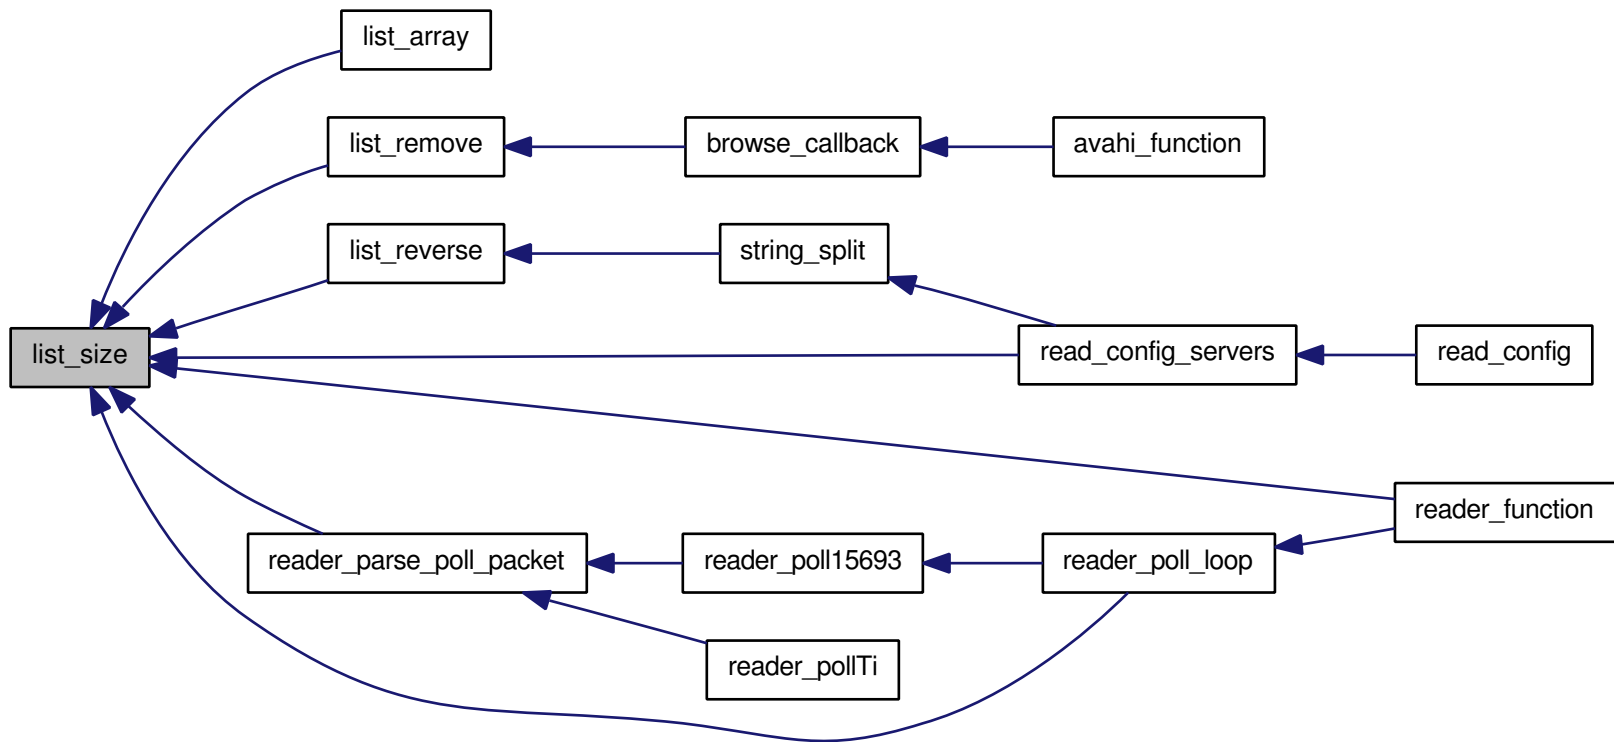 list_array
list_remove
browse_callback
avahi_function
list_reverse
string_split
list_size
read_config_servers
read_config
reader_function
reader_parse_poll_packet
reader_poll15693
reader_poll_loop
reader_pollTi